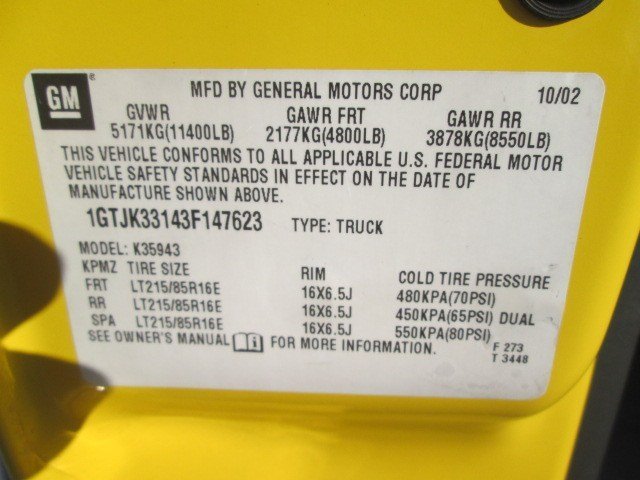 GM ®
MFD BY GENERAL MOTORS CORP 10/02
GVWR GAWR FRT GAWR RR
5171KG(11400LB) 2177KG(4800LB) 3878KG(8550LB)
THIS VEHICLE CONFORMS TO ALL APPLICABLE U.S. FEDERAL MOTOR
VEHICLE SAFETY STANDARDS IN EFFECT ON THE DATE OF
MANUFACTURE SHOWN ABOVE.
1GTJK33143F147623 TYPE: TRUCK
MODEL: K35943
KPMZ TIRE SIZE RIM COLD TIRE PRESSURE
FRT LT215/85R16E 16X6.5J 480KPA(70PSI)
RR LT215/85R16E 16X6.5J 450KPA(65PSI) DUAL
SPA LT215/85R16E 16X6.5J 550KPA(80PSI)
SEE OWNER'S MANUAL i FOR MORE INFORMATION. F 273
T 3448